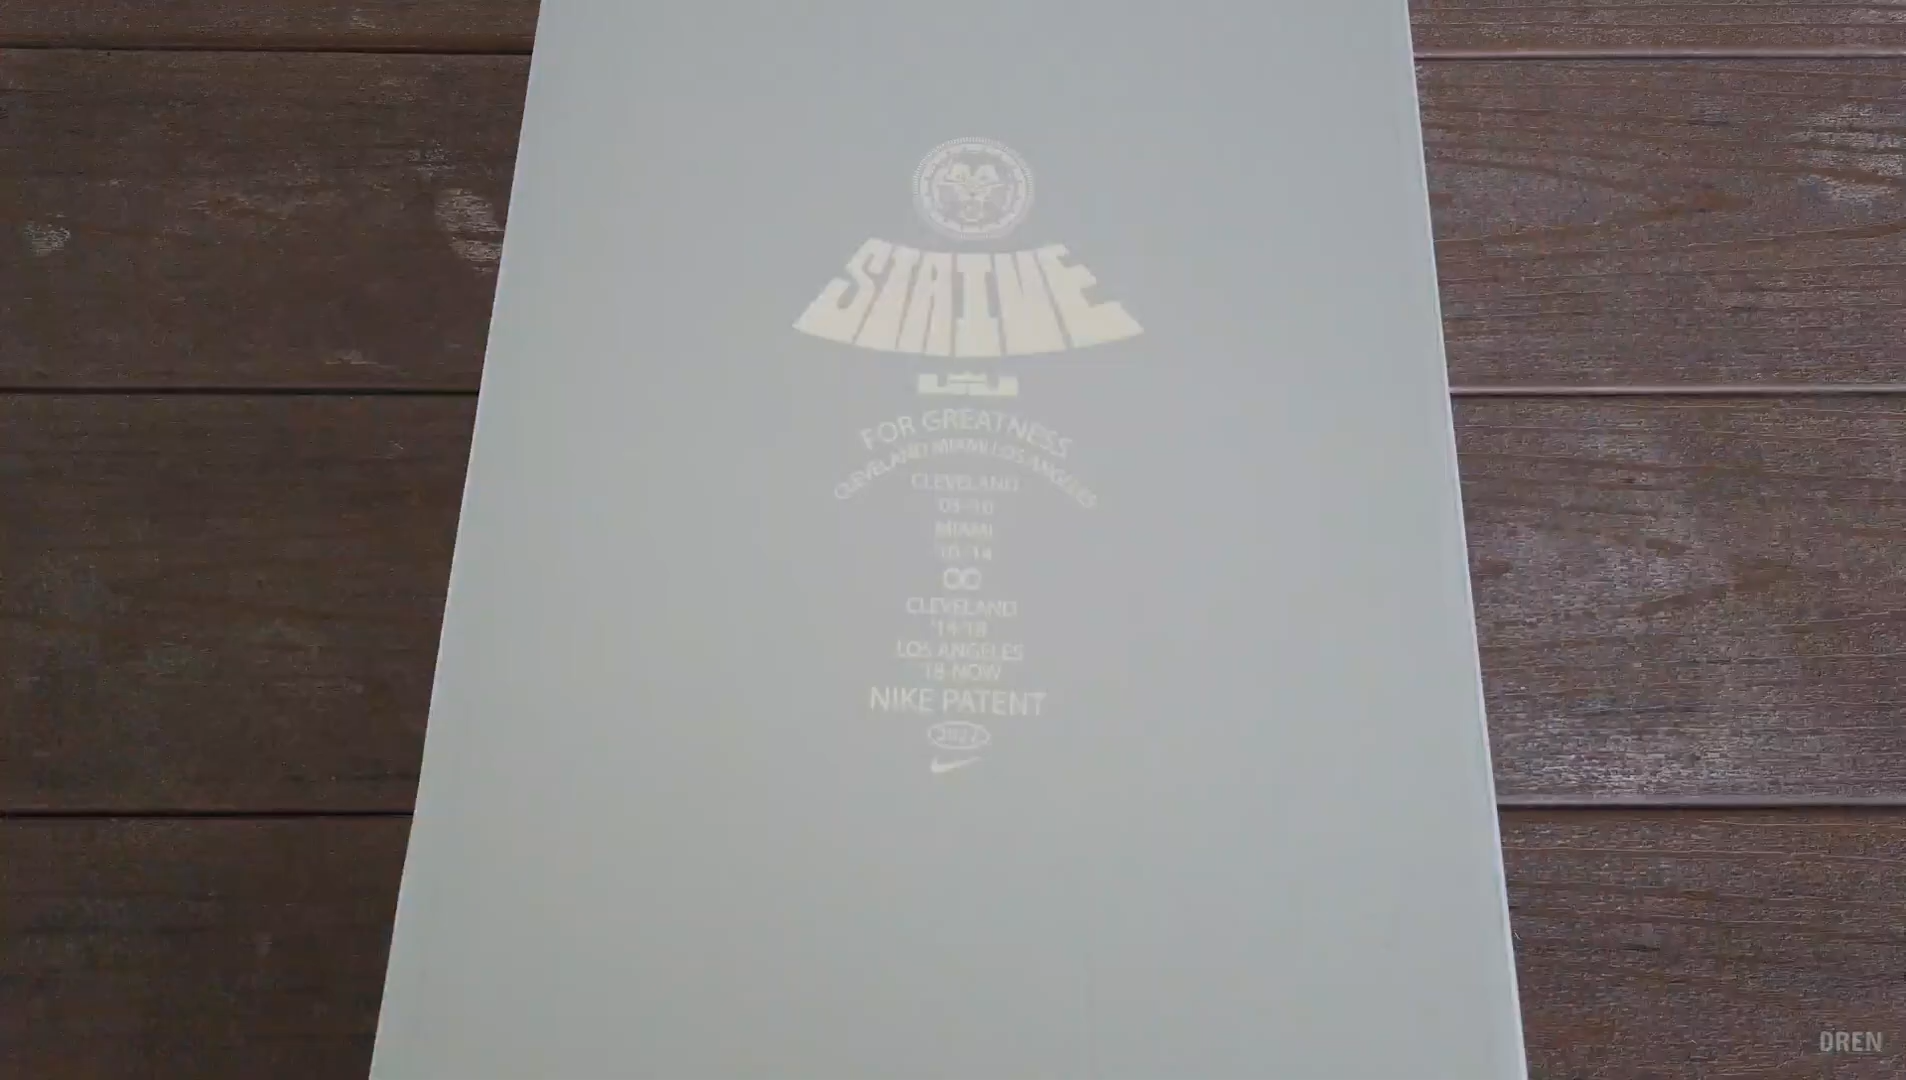 STRIVE
FOR GREATNESS
CLEVELAND MIAMI LOS ANGELES
CLEVELAND
03-10
MIAMI
'10-'14
CLEVELAND
'14-18
LOS ANGELES
'18-NOW
NIKE PATENT
2022
DREN